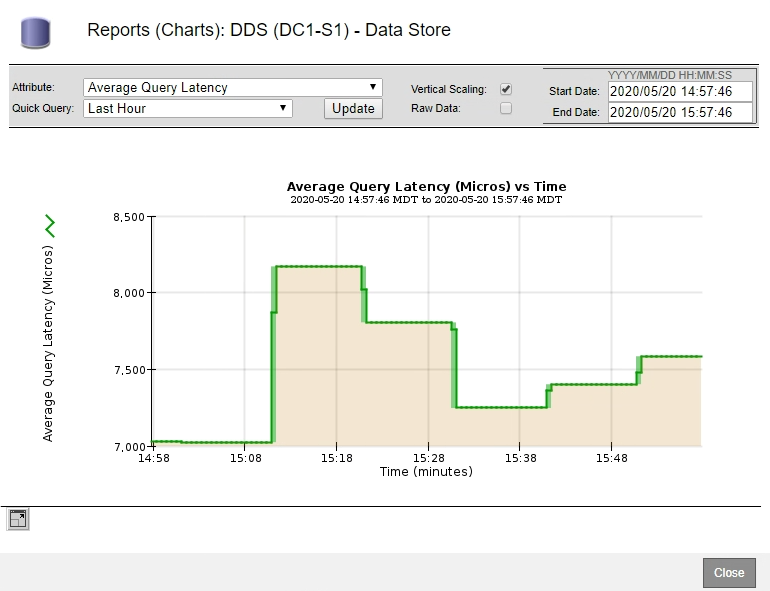 Reports (Charts): DDS (DC1-S1) - Data Store
YYYY/MM/DD HH:MM:SS
Attribute: Average Query Latency Vertical Scaling: Start Date: 2020/05/20 14:57:46
Quick Query: Last Hour Update Raw Data: End Date: 2020/05/20 15:57:46
Average Query Latency (Micros) vs Time
2020-05-20 14:57:46 MDT to 2020-05-20 15:57:46 MDT
Average Query Latency (Micros)
8,500
8,000
7,500
7,000
14:58 15:08 15:18 15:28 15:38 15:48
Time (minutes)
Close